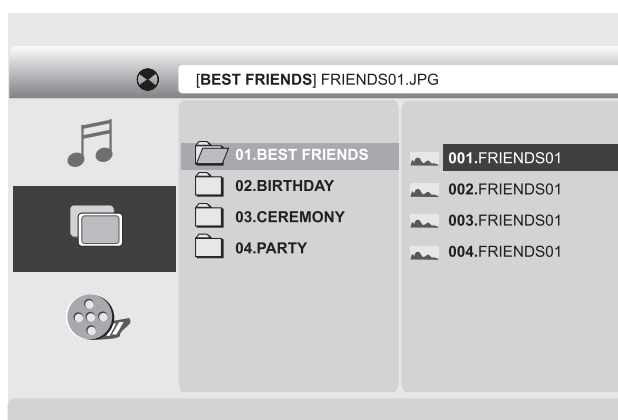 [BEST FRIENDS] FRIENDS01.JPG
01.BEST FRIENDS
02.BIRTHDAY
03.CEREMONY
04.PARTY
001.FRIENDS01
002.FRIENDS01
003.FRIENDS01
004.FRIENDS01